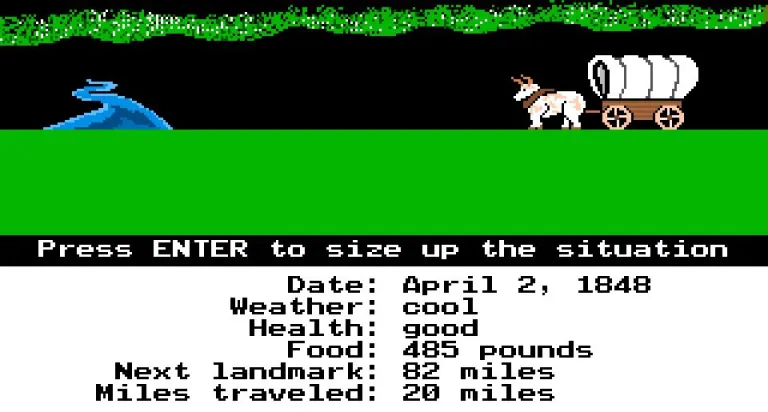 Press ENTER to size up the situation
Date: April 2, 1848
Weather: cool
Health: good
Food: 485 pounds
Next landmark: 82 miles
Miles traveled: 20 miles